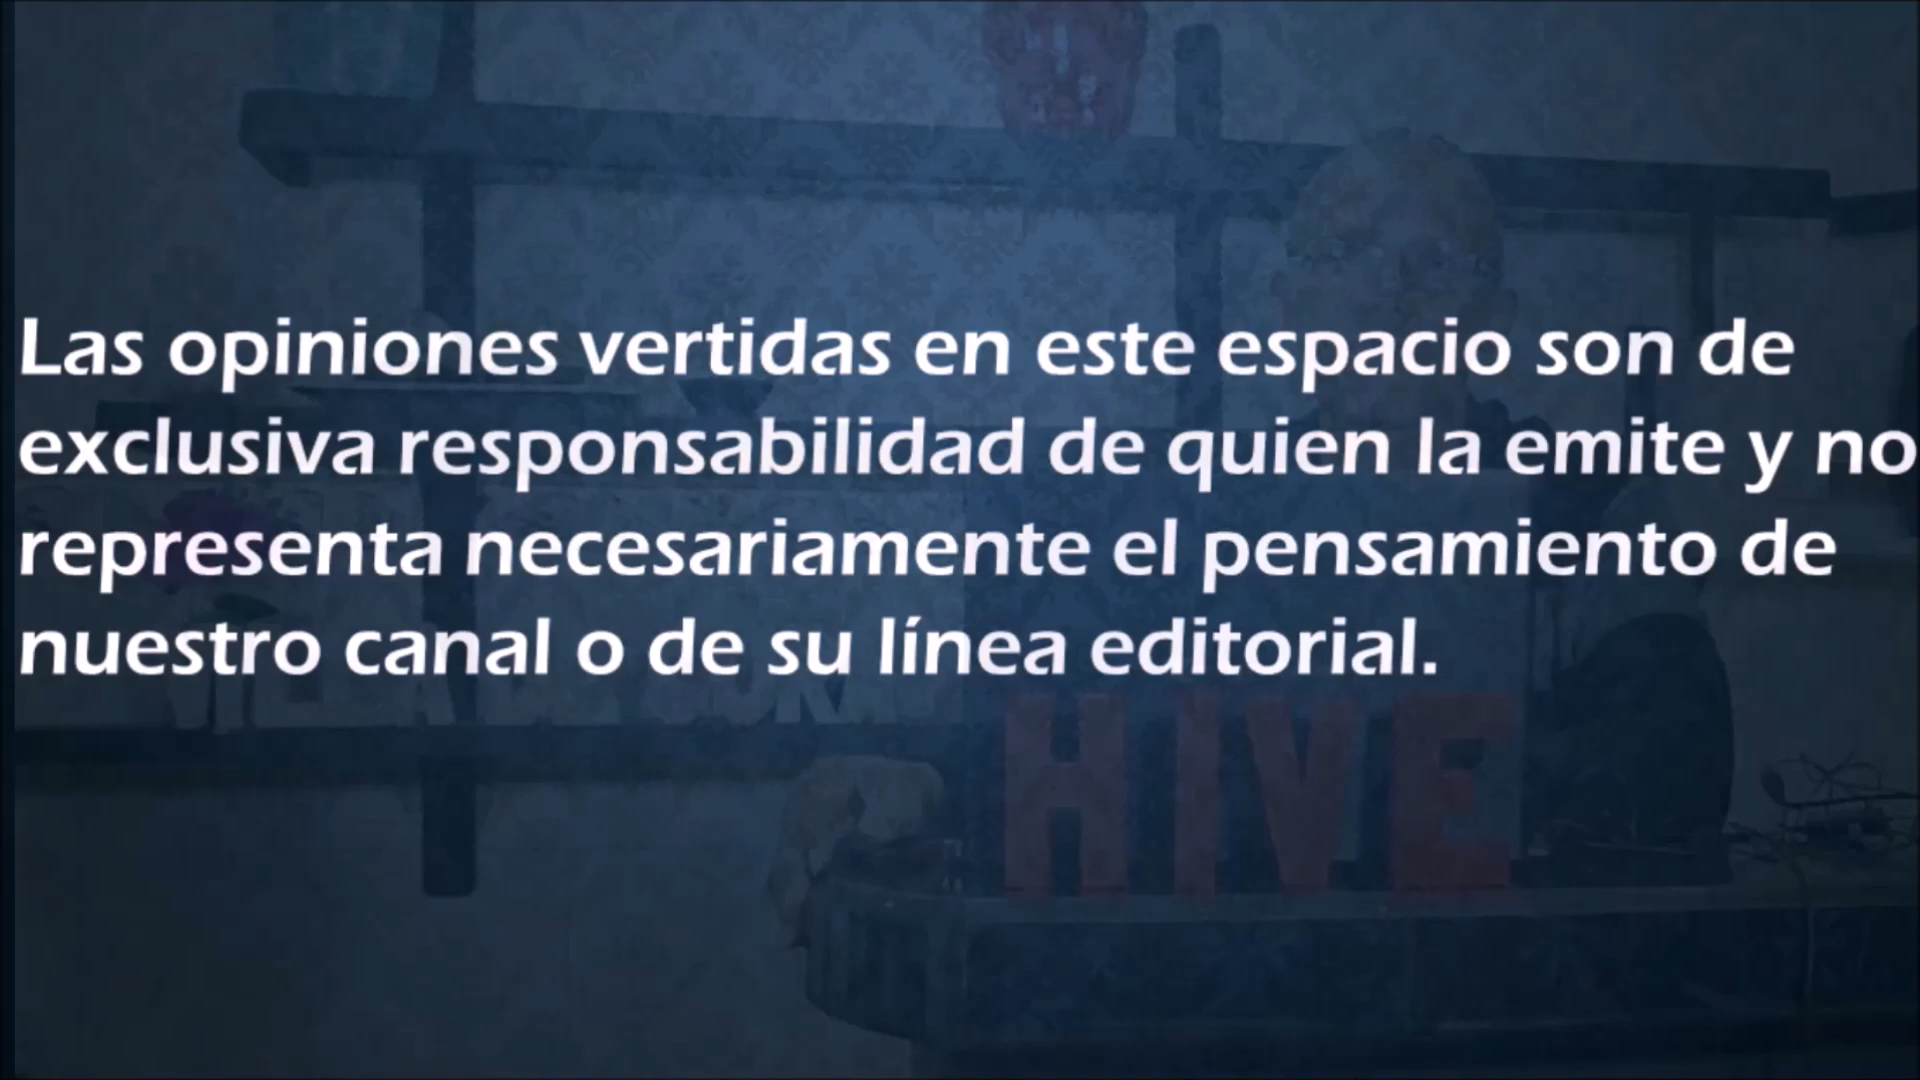 Las opiniones vertidas en este espacio son de
exclusiva responsabilidad de quien la emite y no
representa necesariamente el pensamiento de
nuestro canal o de su línea editorial.
HIVE